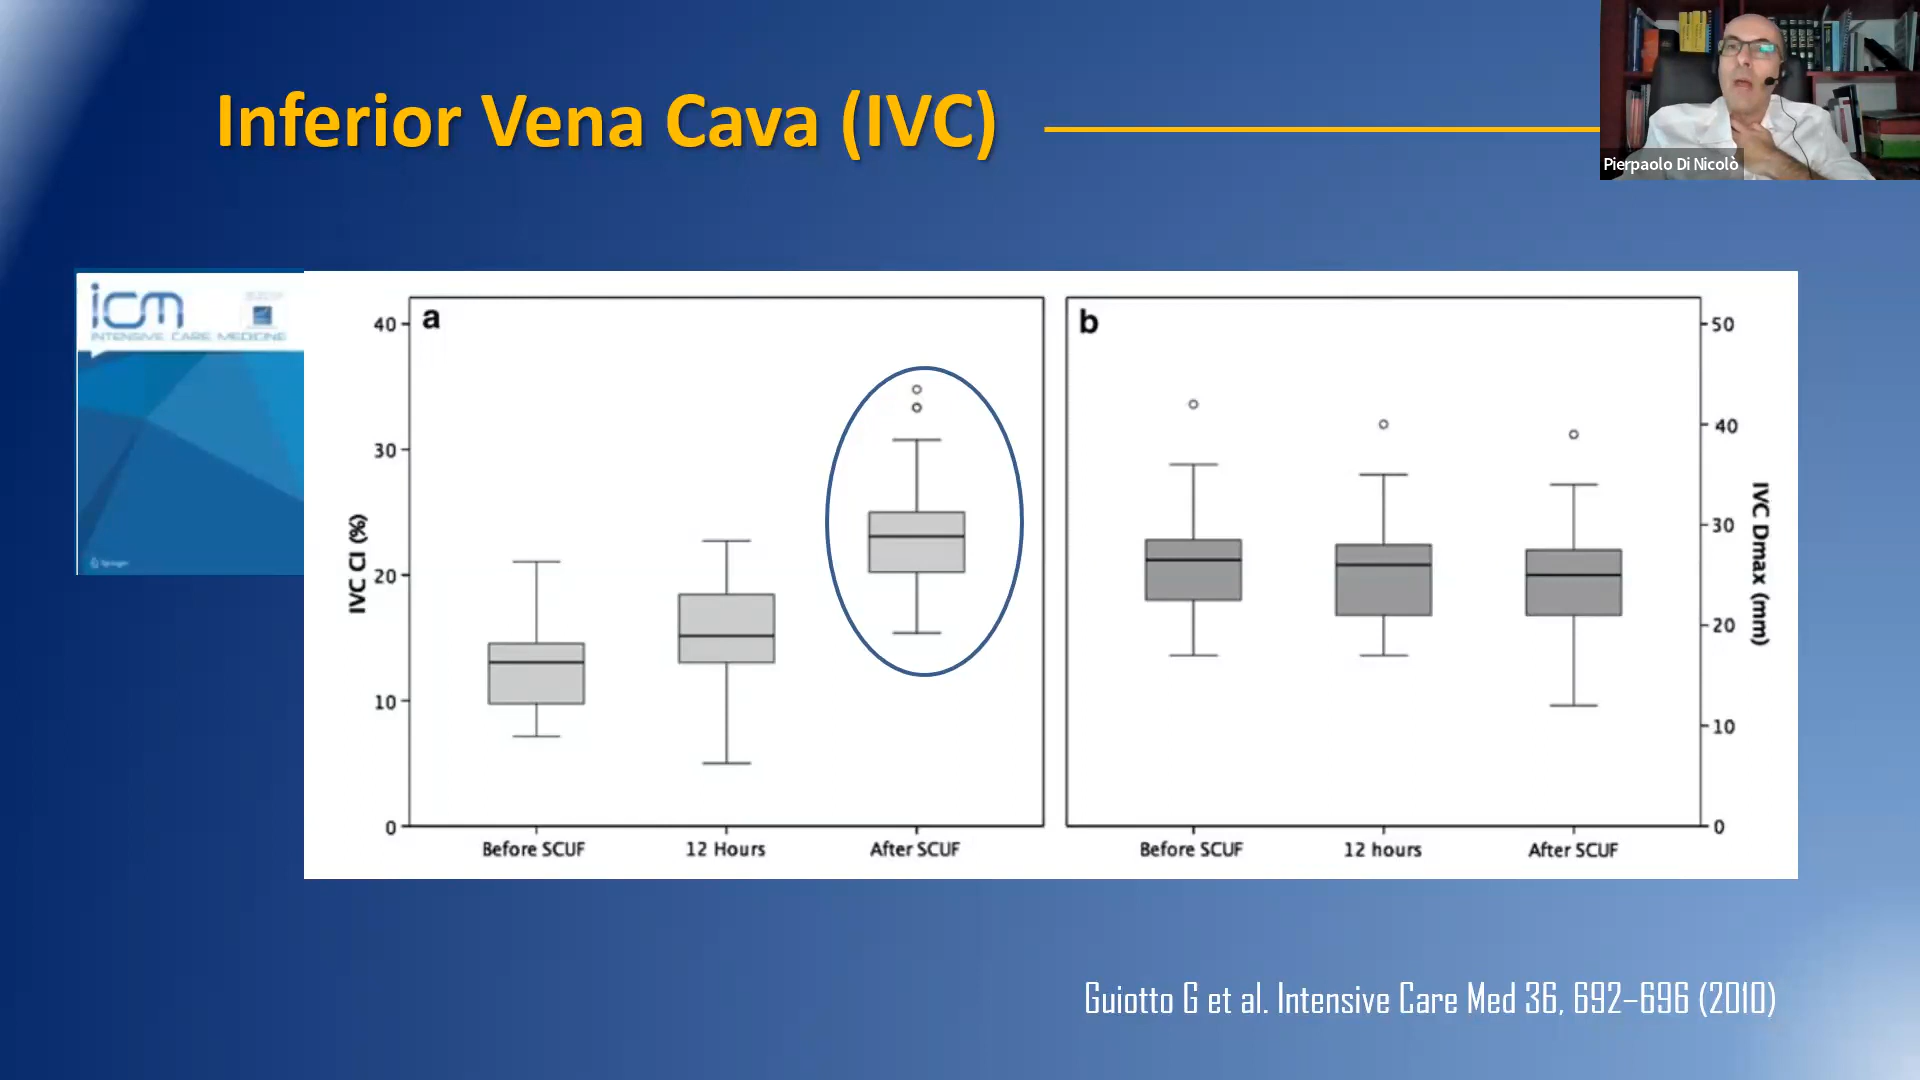 Inferior Vena Cava (IVC)
Pierpaolo Di Nicolò
icm
INTENSIVE CARE MEDICINE
Springer
a
40
30
20
10
0
IVC CI (%)
Before SCUF
12 Hours
After SCUF
b
50
40
30
20
10
0
IVC Dmax (mm)
Before SCUF
12 hours
After SCUF
Guiotto G et al. Intensive Care Med 36, 692–696 (2010)